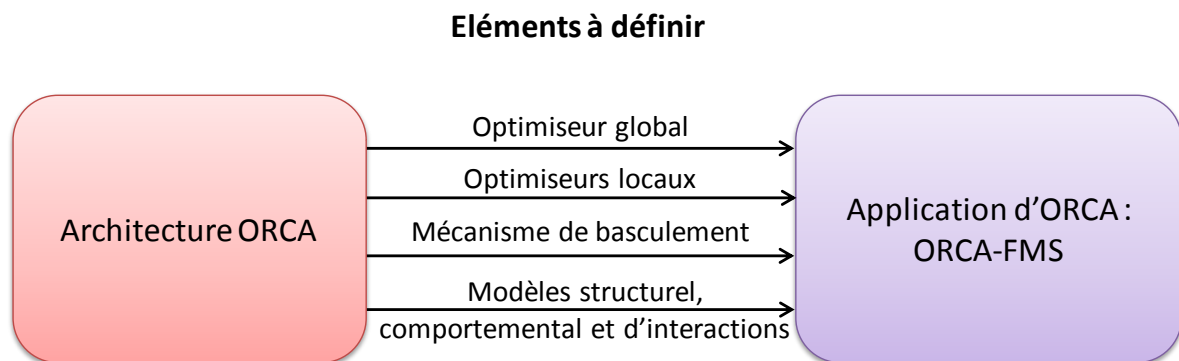 Eléments à définir
Optimiseur global
Optimiseurs locaux
Architecture ORCA
Mécanisme de basculement
Modèles structurel,
comportemental et d'interactions
Application d'ORCA :
ORCA-FMS